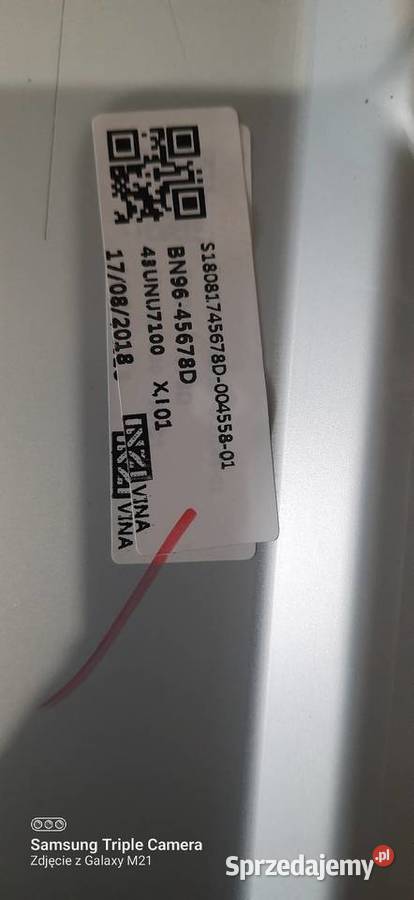 S18081745678D-004558-01
BN96-45678D
43UNU7100 X,101
17/08/2018
VINA
VINA
Samsung Triple Camera
Zdjęcie z Galaxy M21
Sprzedajemy.pl